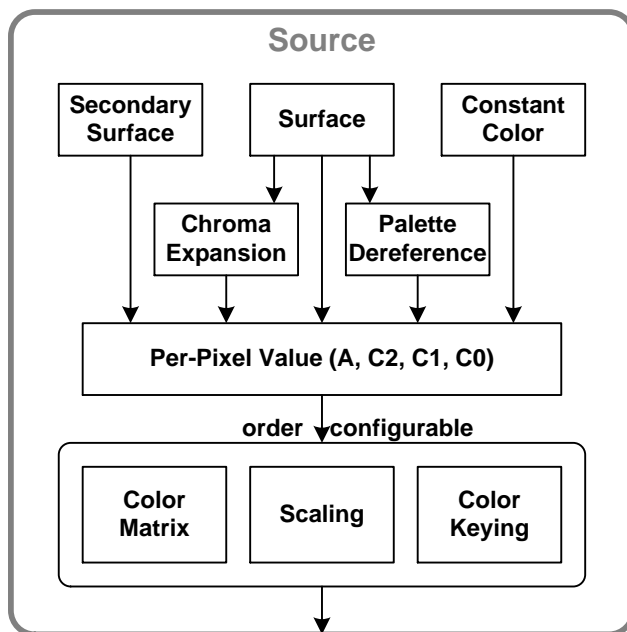 Source
Secondary
Surface
Surface
Constant
Color
Chroma
Expansion
Palette
Dereference
Per-Pixel Value (A, C2, C1, C0)
order configurable
Color
Matrix
Scaling
Color
Keying